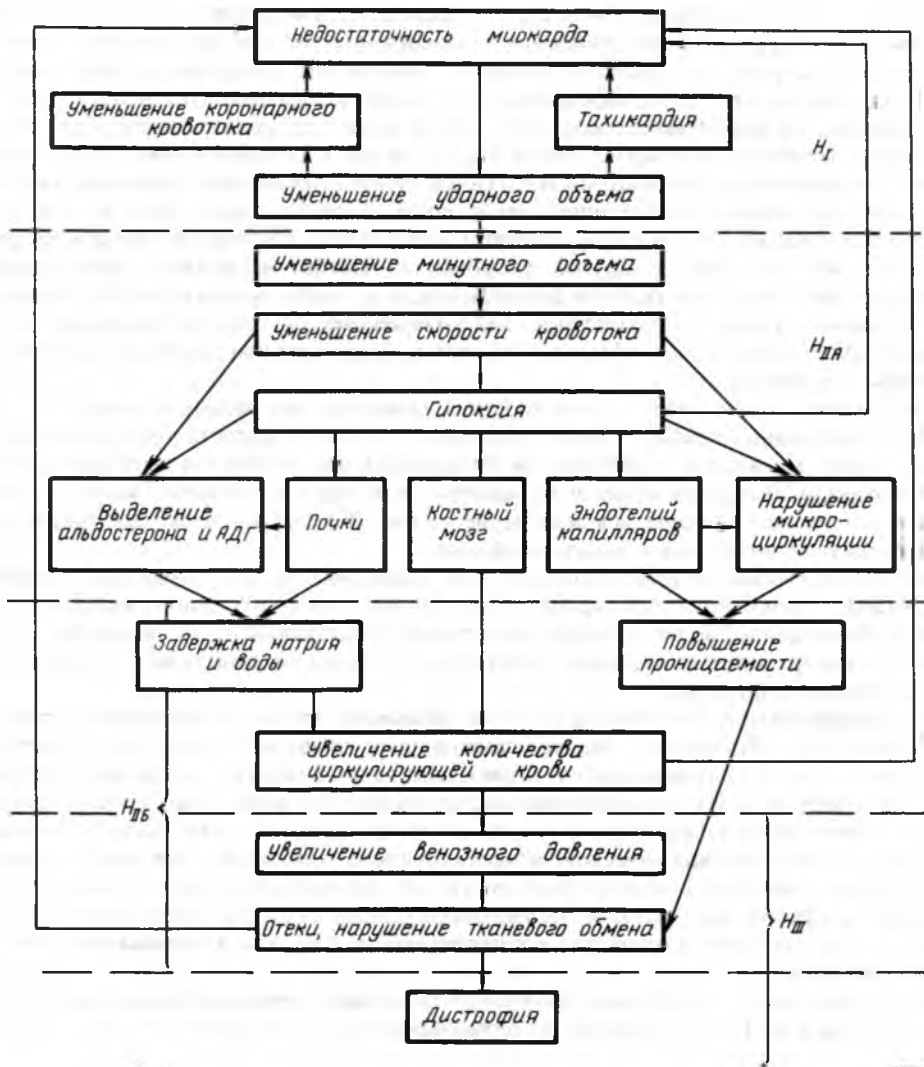 Недостаточность миокарда
Уменьшение коронарного
кровотока
Тахикардия
H_I
Уменьшение ударного объема
Уменьшение минутного объема
Уменьшение скорости кровотока
H_IIА
Гипоксия
Выделение
альдостерона и АДГ
Почки
Костный
мозг
Эндотелий
капилляров
Нарушение
микро-
циркуляции
Задержка натрия
и воды
Повышение
проницаемости
Увеличение количества
циркулирующей крови
H_IIБ
Увеличение венозного давления
Отеки, нарушение тканевого обмена
H_III
Дистрофия